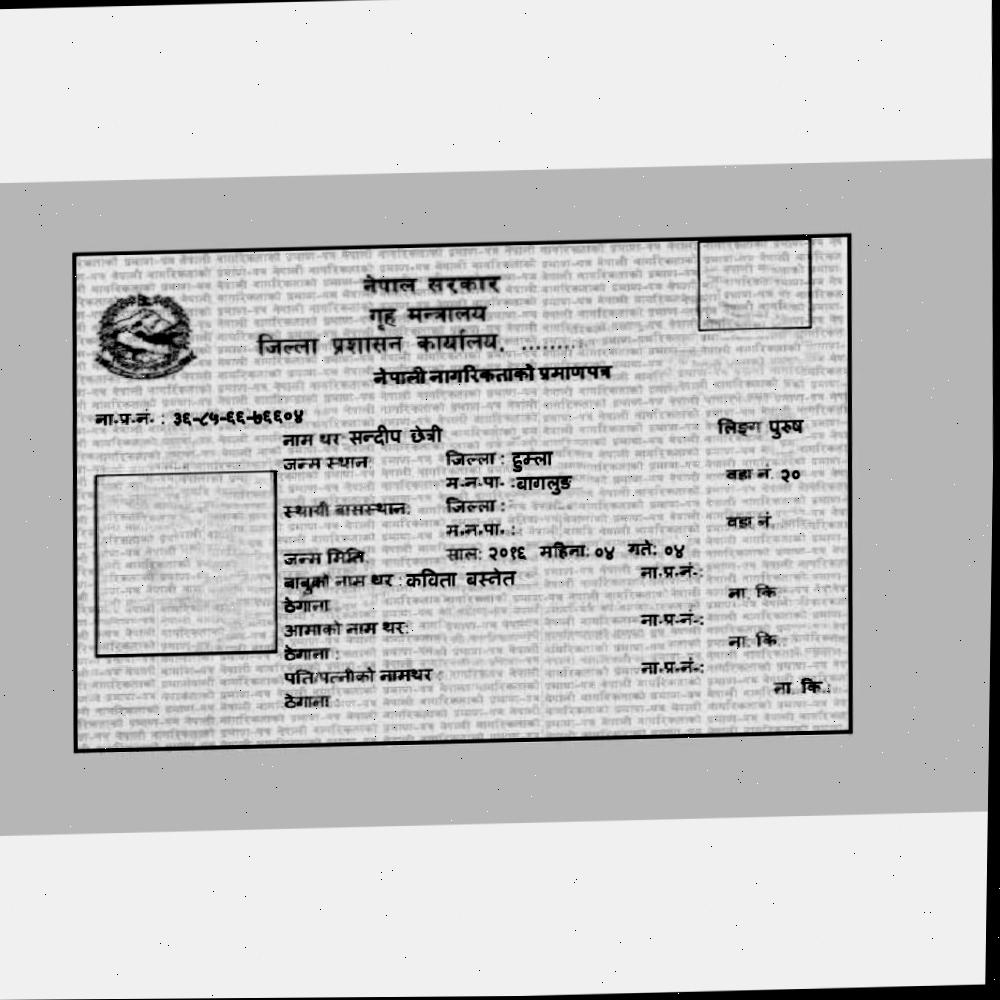 नेपाल सरकार
गृह मन्त्रालय
जिल्ला प्रशासन कार्यालय, ........
नेपाली नागरिकताको प्रमाणपत्र
ना.प्र.नं. : ३६-८५-६६-७६६०४
नाम थर सन्दीप छेत्री लिङ्ग पुरुष
जन्म स्थान: जिल्ला : हुम्ला
म.न.पा. : बागलुङ वडा नं. २०
स्थायी बासस्थान: जिल्ला :
म.न.पा. : वडा नं.
जन्म मिति: साल: २०१६ महिना: ०४ गते: ०४
बाबुको नाम थर : कविता बस्नेत ना.प्र.नं.:
ठेगाना : ना. कि.
आमाको नाम थर: ना.प्र.नं.:
ठेगाना : ना. कि.
पति/पत्नीको नामथर : ना.प्र.नं.:
ठेगाना : ना. कि.: